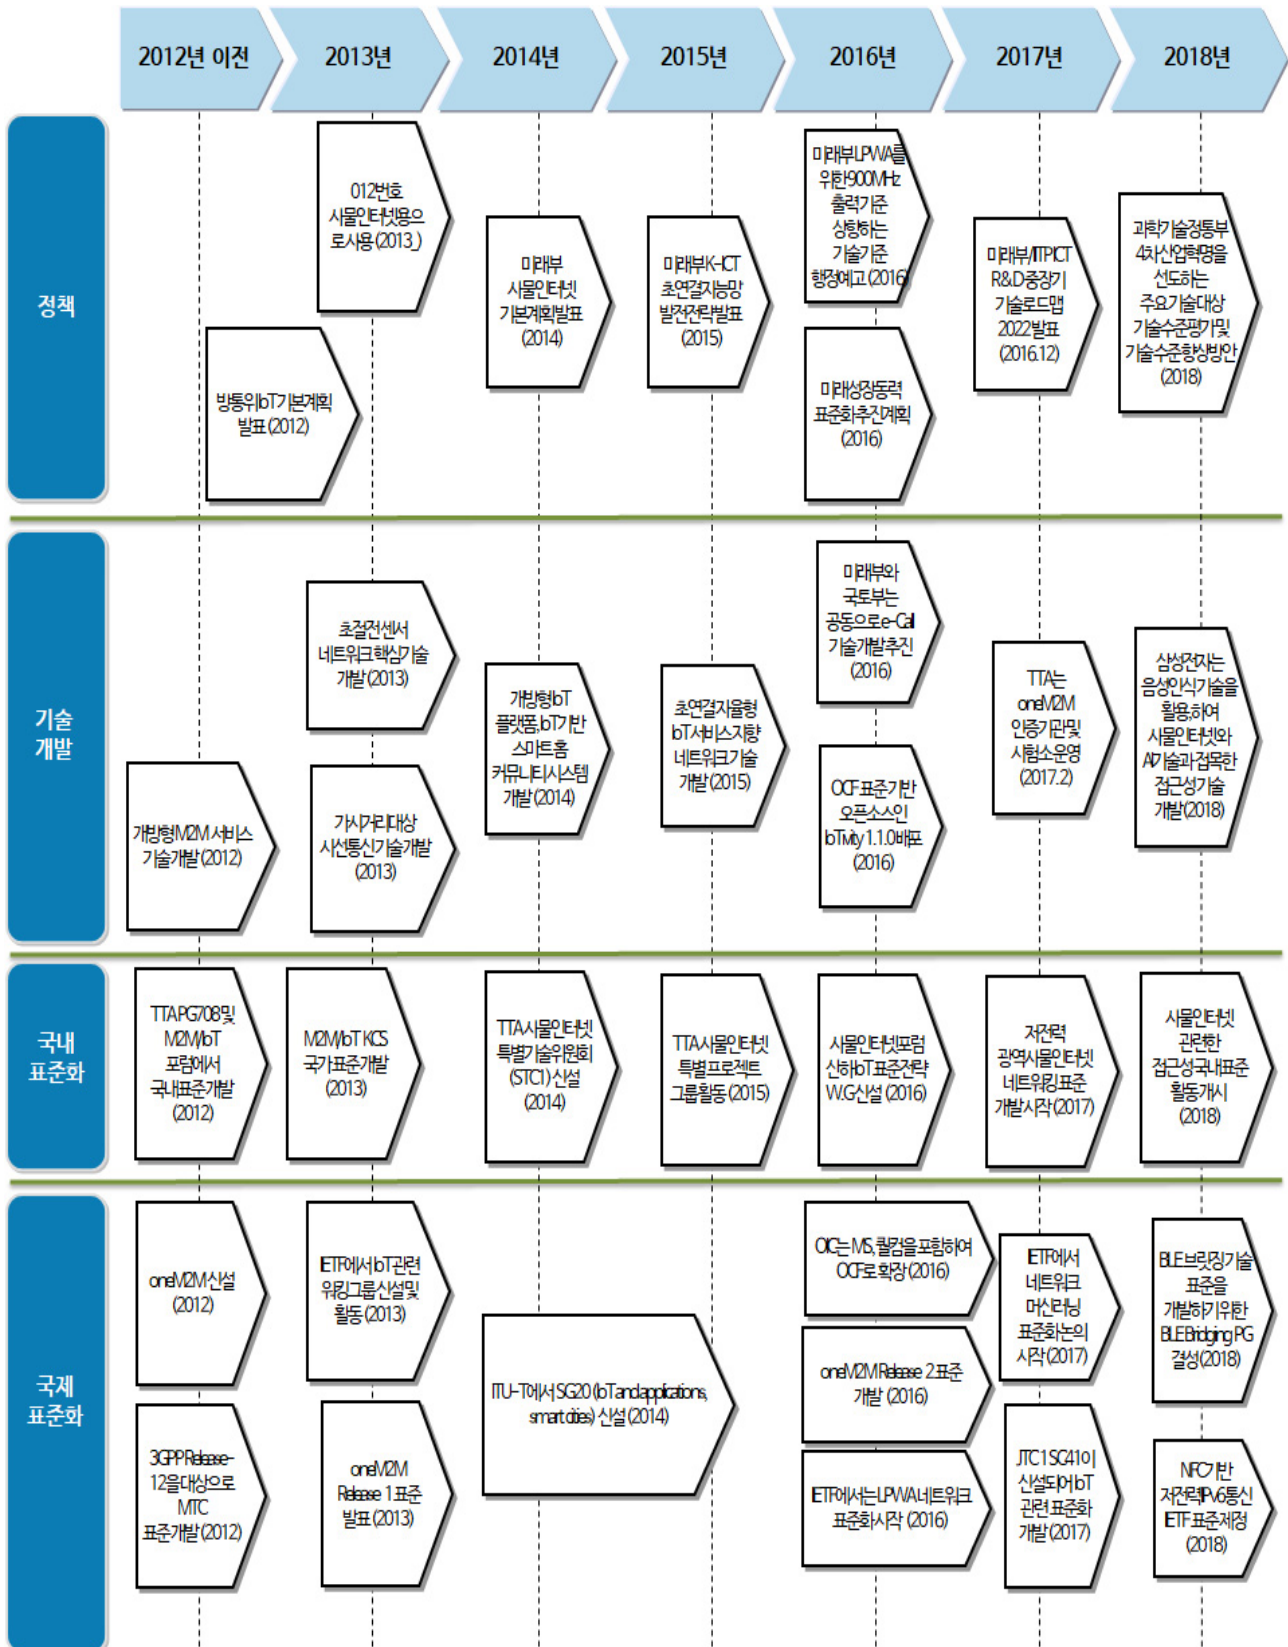 2012년 이전
2013년
2014년
2015년
2016년
2017년
2018년
정책
012번호
사물인터넷용으
로사용(2013_)
방통위IoT기본계획
발표(2012)
미래부
사물인터넷
기본계획발표
(2014)
미래부K-ICT
초연결지능망
발전전략발표
(2015)
미래부LPWA를
위한900MHz
출력기준
상향하는
기술기준
행정예고(2016)
미래성장동력
표준화추진계획
(2016)
미래부/IITPICT
R&D중장기
기술로드맵
2022발표
(2016.12)
과학기술정통부
4차산업혁명을
선도하는
주요기술대상
기술수준평가및
기술수준향상방안
(2018)
기술
개발
개방형M2M 서비스
기술개발(2012)
초절전센서
네트워크핵심기술
개발(2013)
가시거리대상
시선통신기술개발
(2013)
개방형IoT
플랫폼,IoT기반
스마트홈
커뮤니티시스템
개발(2014)
초연결자율형
IoT서비스지향
네트워크기술
개발(2015)
미래부와
국토부는
공동으로e-Call
기술개발추진
(2016)
OCF표준기반
오픈소스인
IoTivity 1.1.0배포
(2016)
TTA는
oneM2M
인증기관및
시험소운영
(2017.2)
삼성전자는
음성인식기술을
활용,하여
사물인터넷와
AI기술과접목한
접근성기술
개발(2018)
국내
표준화
TTAPG708및
M2M/IoT
포럼에서
국내표준개발
(2012)
M2M/IoT KCS
국가표준개발
(2013)
TTA사물인터넷
특별기술위원회
(STC1)신설
(2014)
TTA사물인터넷
특별프로젝트
그룹활동(2015)
사물인터넷포럼
산하IoT표준전략
W.G신설(2016)
저전력
광역사물인터넷
네트워킹표준
개발시작(2017)
사물인터넷
관련한
접근성국내표준
활동개시
(2018)
국제
표준화
oneM2M신설
(2012)
3GPPRelease-
12을대상으로
MTC
표준개발(2012)
IETF에서IoT관련
워킹그룹신설및
활동(2013)
oneM2M
Release 1표준
발표(2013)
ITU-T에서SG20 (IoTandapplications,
smartcities) 신설(2014)
OIC는MS,퀄컴을포함하여
OCF로확장(2016)
oneM2M Release 2표준
개발 (2016)
IETF에서는LPWA네트워크
표준화시작 (2016)
IETF에서
네트워크
머신러닝
표준화논의
시작(2017)
JTC1SG41이
신설되어IoT
관련표준화
개발(2017)
BLE브릿징기술
표준을
개발하기위한
BLEBridgingPG
결성(2018)
NFC기반
저전력IPv6통신
IETF표준제정
(2018)